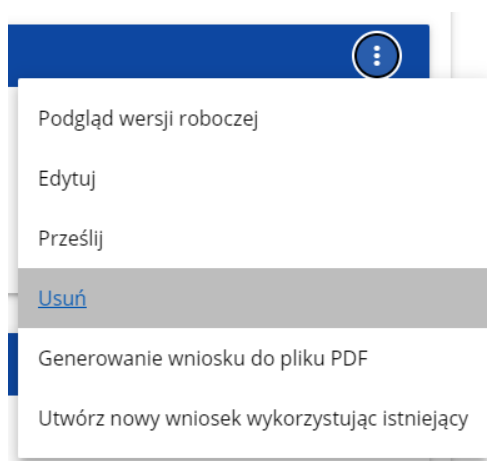 Podgląd wersji roboczej
Edytuj
Prześlij
Usuń
Generowanie wniosku do pliku PDF
Utwórz nowy wniosek wykorzystując istniejący